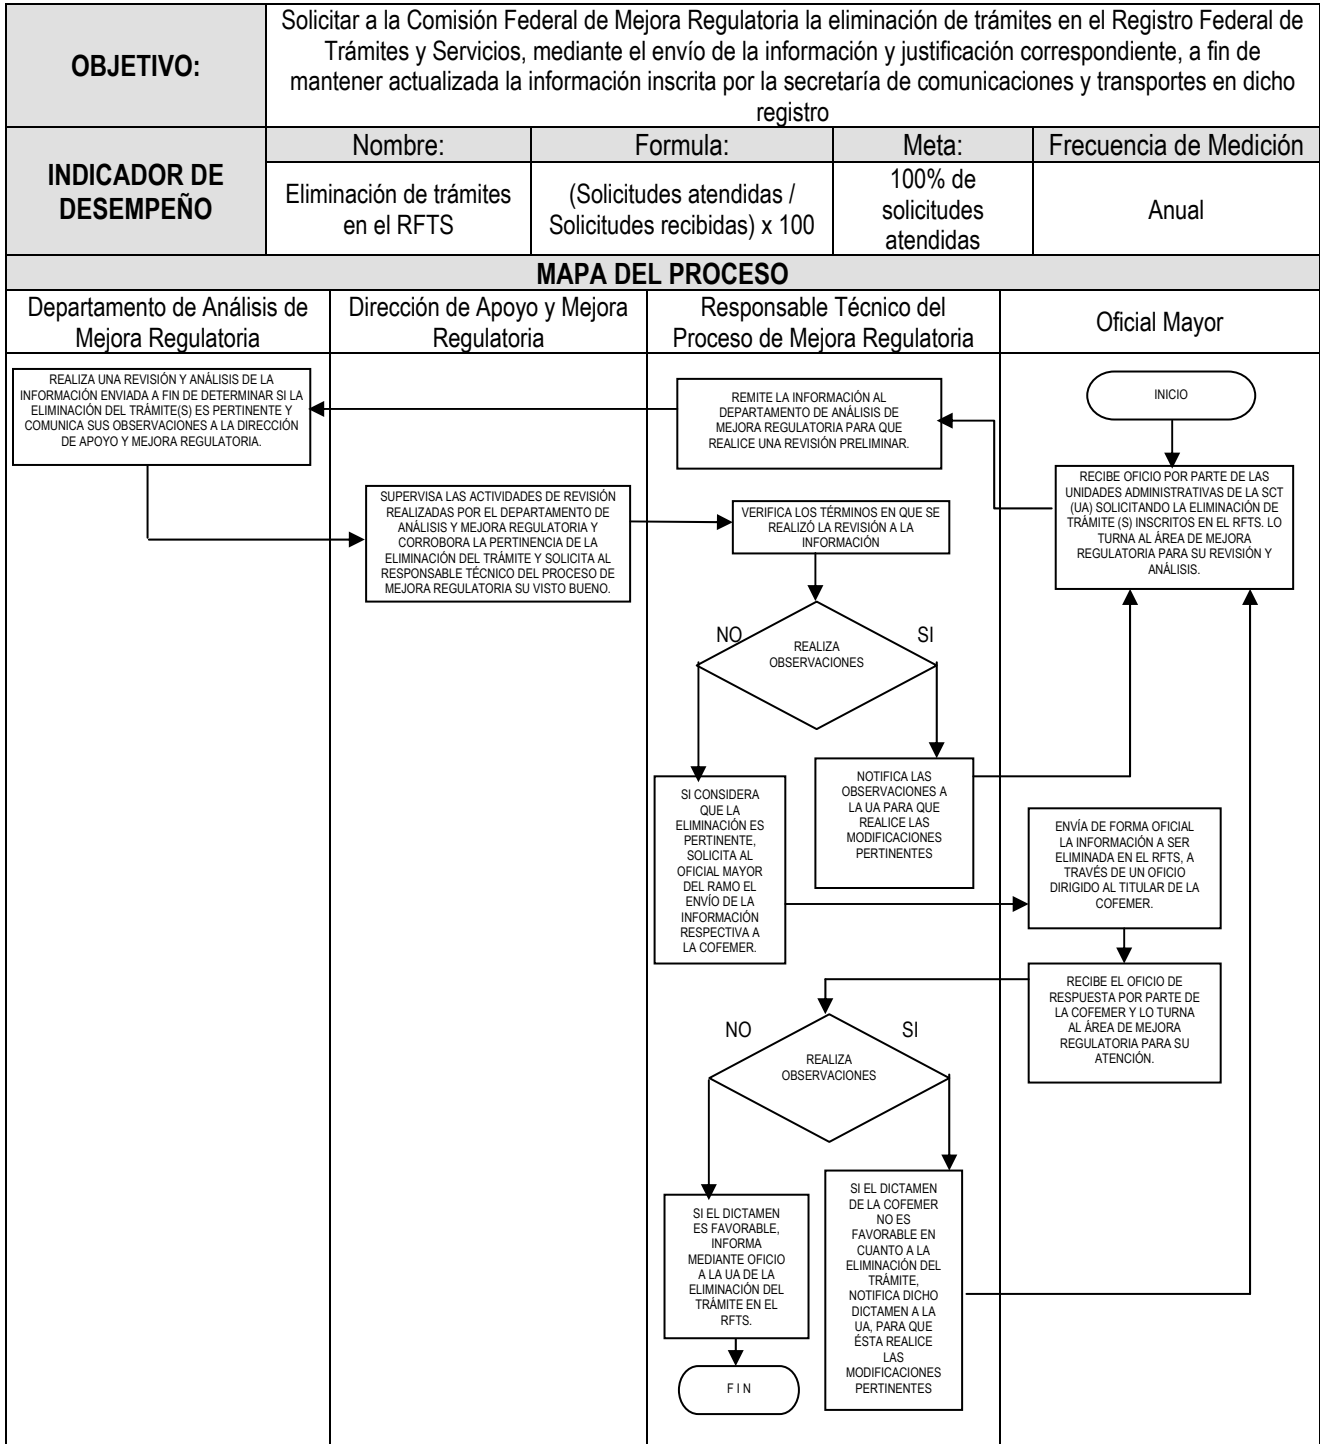 OBJETIVO:
Solicitar a la Comisión Federal de Mejora Regulatoria la eliminación de trámites en el Registro Federal de
Trámites y Servicios, mediante el envío de la información y justificación correspondiente, a fin de
mantener actualizada la información inscrita por la secretaría de comunicaciones y transportes en dicho
registro
INDICADOR DE
DESEMPEÑO
Nombre:
Formula:
Meta:
Frecuencia de Medición
Eliminación de trámites
en el RFTS
(Solicitudes atendidas /
Solicitudes recibidas) x 100
100% de
solicitudes
atendidas
Anual
MAPA DEL PROCESO
Departamento de Análisis de
Mejora Regulatoria
Dirección de Apoyo y Mejora
Regulatoria
Responsable Técnico del
Proceso de Mejora Regulatoria
Oficial Mayor
INICIO
RECIBE OFICIO POR PARTE DE LAS
UNIDADES ADMINISTRATIVAS DE LA SCT
(UA) SOLICITANDO LA ELIMINACIÓN DE
TRÁMITE (S) INSCRITOS EN EL RFTS. LO
TURNA AL ÁREA DE MEJORA
REGULATORIA PARA SU REVISIÓN Y
ANÁLISIS.
REMITE LA INFORMACIÓN AL
DEPARTAMENTO DE ANÁLISIS DE
MEJORA REGULATORIA PARA QUE
REALICE UNA REVISIÓN PRELIMINAR.
REALIZA UNA REVISIÓN Y ANÁLISIS DE LA
INFORMACIÓN ENVIADA A FIN DE DETERMINAR SI LA
ELIMINACIÓN DEL TRÁMITE(S) ES PERTINENTE Y
COMUNICA SUS OBSERVACIONES A LA DIRECCIÓN
DE APOYO Y MEJORA REGULATORIA.
SUPERVISA LAS ACTIVIDADES DE REVISIÓN
REALIZADAS POR EL DEPARTAMENTO DE
ANÁLISIS Y MEJORA REGULATORIA Y
CORROBORA LA PERTINENCIA DE LA
ELIMINACIÓN DEL TRÁMITE Y SOLICITA AL
RESPONSABLE TÉCNICO DEL PROCESO DE
MEJORA REGULATORIA SU VISTO BUENO.
VERIFICA LOS TÉRMINOS EN QUE SE
REALIZÓ LA REVISIÓN A LA
INFORMACIÓN
NO
SI
REALIZA
OBSERVACIONES
SI CONSIDERA
QUE LA
ELIMINACIÓN ES
PERTINENTE,
SOLICITA AL
OFICIAL MAYOR
DEL RAMO EL
ENVÍO DE LA
INFORMACIÓN
RESPECTIVA A
LA COFEMER.
NOTIFICA LAS
OBSERVACIONES A
LA UA PARA QUE
REALICE LAS
MODIFICACIONES
PERTINENTES
ENVÍA DE FORMA OFICIAL
LA INFORMACIÓN A SER
ELIMINADA EN EL RFTS, A
TRAVÉS DE UN OFICIO
DIRIGIDO AL TITULAR DE LA
COFEMER.
RECIBE EL OFICIO DE
RESPUESTA POR PARTE DE
LA COFEMER Y LO TURNA
AL ÁREA DE MEJORA
REGULATORIA PARA SU
ATENCIÓN.
NO
SI
REALIZA
OBSERVACIONES
SI EL DICTAMEN
ES FAVORABLE,
INFORMA
MEDIANTE OFICIO
A LA UA DE LA
ELIMINACIÓN DEL
TRÁMITE EN EL
RFTS.
SI EL DICTAMEN
DE LA COFEMER
NO ES
FAVORABLE EN
CUANTO A LA
ELIMINACIÓN DEL
TRÁMITE,
NOTIFICA DICHO
DICTAMEN A LA
UA, PARA QUE
ÉSTA REALICE
LAS
MODIFICACIONES
PERTINENTES
F I N